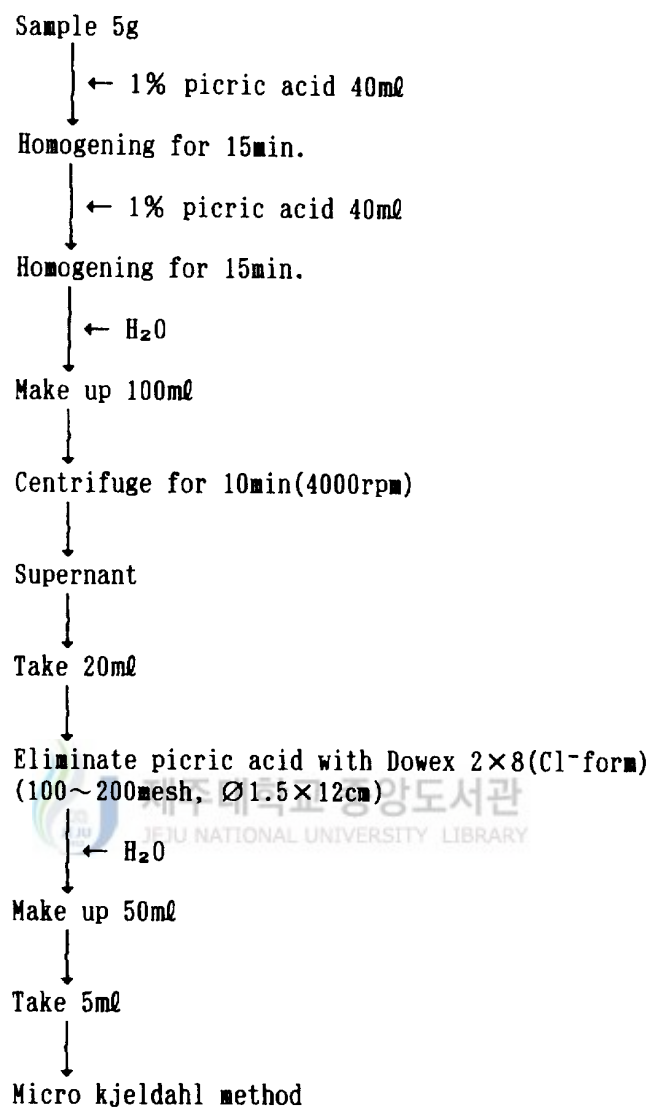 Sample 5g
← 1% picric acid 40mℓ
Homogening for 15min.
← 1% picric acid 40mℓ
Homogening for 15min.
← H₂O
Make up 100mℓ
Centrifuge for 10min(4000rpm)
Supernant
Take 20mℓ
Eliminate picric acid with Dowex 2×8(Cl⁻form)
(100~200mesh, Ø1.5×12cm)
제주대학교 중앙도서관
JEJU NATIONAL UNIVERSITY LIBRARY
← H₂O
Make up 50mℓ
Take 5mℓ
Micro kjeldahl method